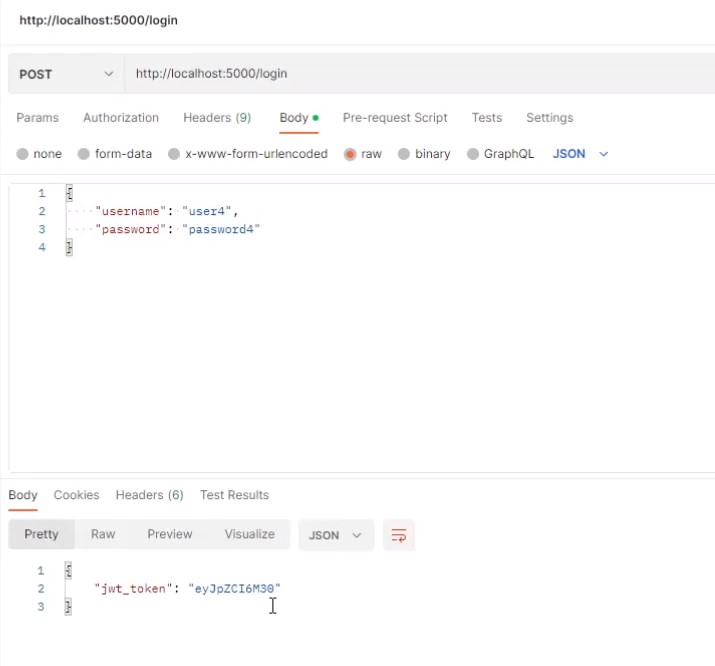 http://localhost:5000/login
POST http://localhost:5000/login
Params Authorization Headers (9) Body Pre-request Script Tests Settings
none form-data x-www-form-urlencoded raw binary GraphQL JSON
1 {
2 "username": "user4",
3 "password": "password4"
4 }
Body Cookies Headers (6) Test Results
Pretty Raw Preview Visualize JSON
1 {
2 "jwt_token": "eyJpZCI6M30"
3 }